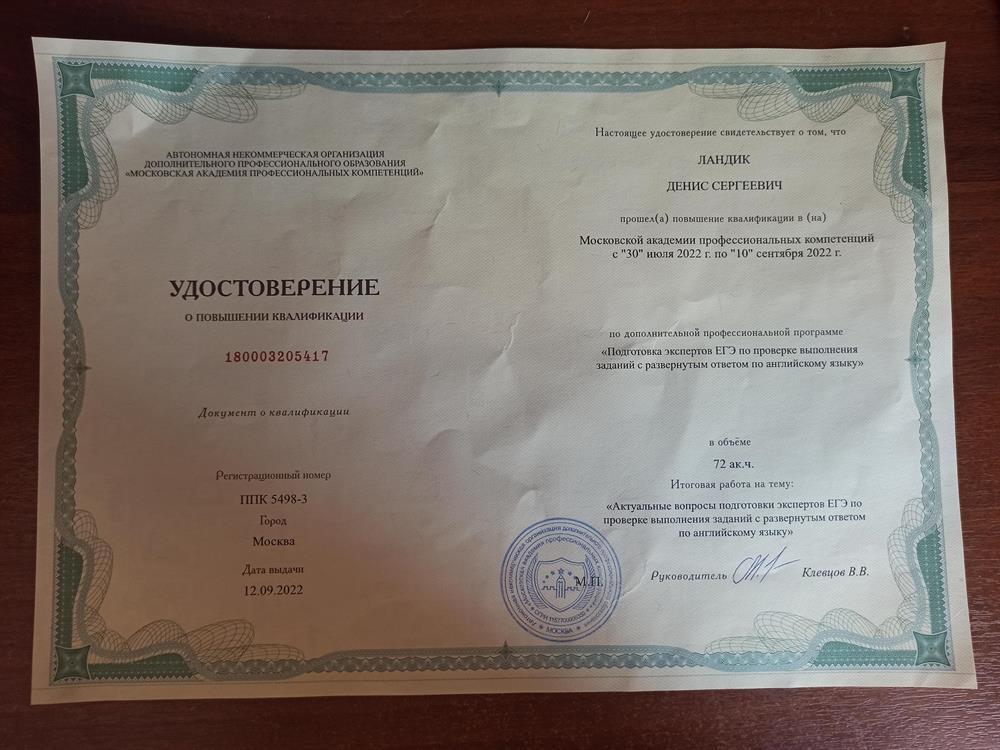 АВТОНОМНАЯ НЕКОММЕРЧЕСКАЯ ОРГАНИЗАЦИЯ
ДОПОЛНИТЕЛЬНОГО ПРОФЕССИОНАЛЬНОГО ОБРАЗОВАНИЯ
«МОСКОВСКАЯ АКАДЕМИЯ ПРОФЕССИОНАЛЬНЫХ КОМПЕТЕНЦИЙ»
УДОСТОВЕРЕНИЕ
О ПОВЫШЕНИИ КВАЛИФИКАЦИИ
180003205417
Документ о квалификации
Регистрационный номер
ППК 5498-3
Город
Москва
Дата выдачи
12.09.2022
Настоящее удостоверение свидетельствует о том, что
ЛАНДИК
ДЕНИС СЕРГЕЕВИЧ
прошел(а) повышение квалификации в (на)
Московской академии профессиональных компетенций
с "30" июля 2022 г. по "10" сентября 2022 г.
по дополнительной профессиональной программе
«Подготовка экспертов ЕГЭ по проверке выполнения
заданий с развернутым ответом по английскому языку»
в объёме
72 ак.ч.
Итоговая работа на тему:
«Актуальные вопросы подготовки экспертов ЕГЭ по
проверке выполнения заданий с развернутым ответом
по английскому языку»
М.П.
Руководитель Клевцов В.В.
МОСКВА